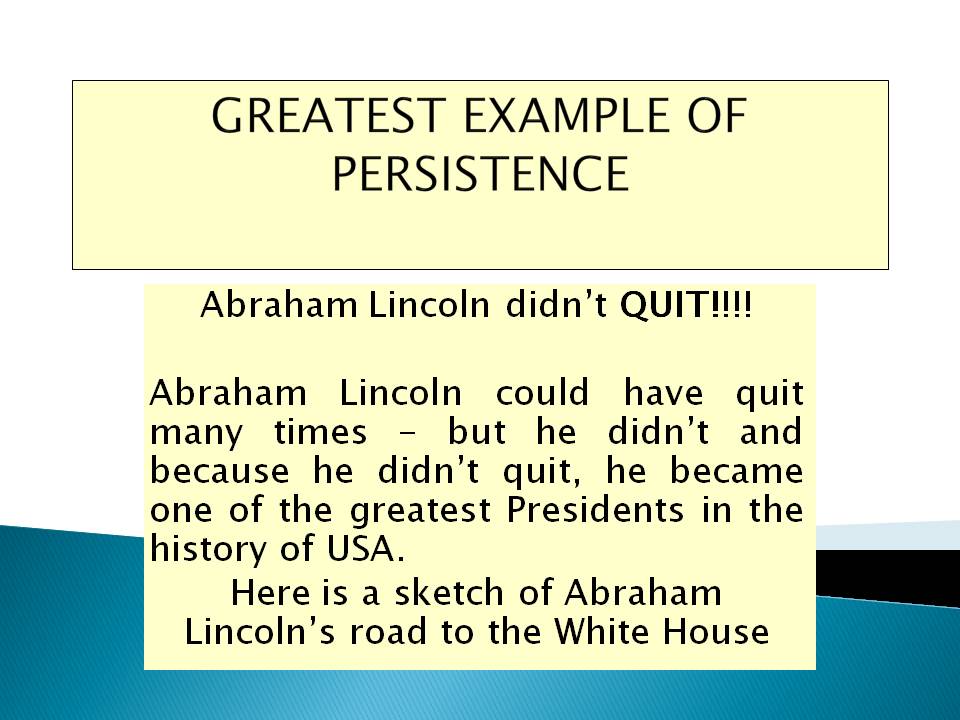 GREATEST EXAMPLE OF
PERSISTENCE
Abraham Lincoln didn’t QUIT!!!!
Abraham Lincoln could have quit
many times – but he didn’t and
because he didn’t quit, he became
one of the greatest Presidents in the
history of USA.
Here is a sketch of Abraham
Lincoln’s road to the White House